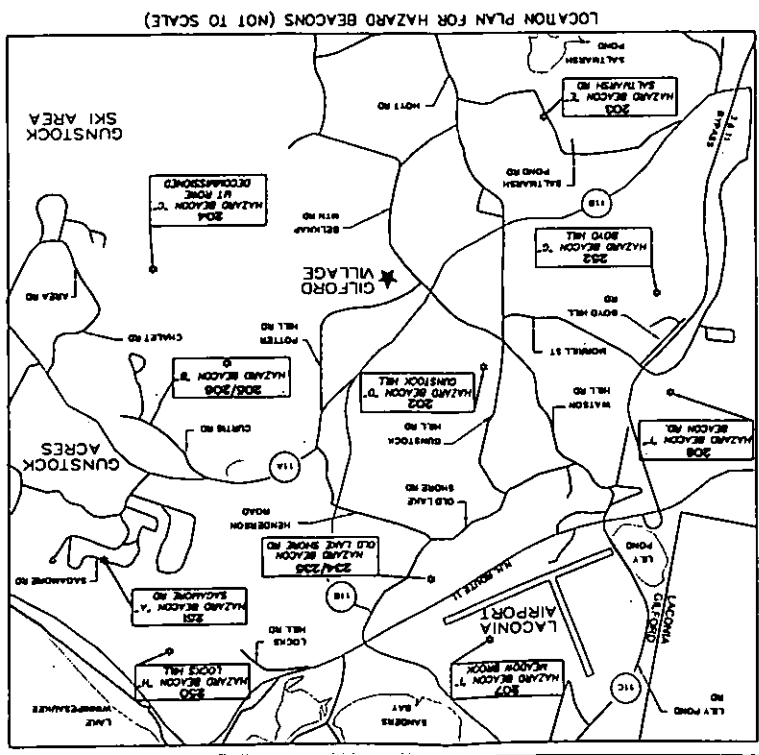 SANDERS
BAY
LAKE
WINNIPESAUKEE
LILY POND
RD
11C
207
HAZARD BEACON "J"
MEADOW BROOK
250
HAZARD BEACON "H"
LOCKS HILL
LOCKS
HILL RD
LACONIA
GILFORD
LACONIA
AIRPORT
11B
251
HAZARD BEACON "A"
SAGAMORE RD
SAGAMORE RD
LILY
POND
N.H. ROUTE 11
234/235
HAZARD BEACON
OLD LAKE SHORE RD
HENDERSON
ROAD
OLD LAKE
SHORE RD
GUNSTOCK
ACRES
11A
208
HAZARD BEACON "I"
BEACON RD.
WATSON
HILL RD
GUNSTOCK
HILL RD
CURTIS RD
202
HAZARD BEACON "D"
GUNSTOCK HILL
205/206
HAZARD BEACON "B"
MORRILL ST
POTTER
HILL RD
CHALET RD
BOYD HILL
RD
GILFORD
VILLAGE
AREA RD
252
HAZARD BEACON "G"
BOYD HILL
11B
BELKNAP
MTN RD
204
HAZARD BEACON "C"
MT ROWE
DECOMMISSIONED
SALTMARSH
POND RD
3 & 11
BYPASS
203
HAZARD BEACON "E"
SALTMARSH RD
HOYT RD
GUNSTOCK
SKI AREA
SALTMARSH
POND
LOCATION PLAN FOR HAZARD BEACONS (NOT TO SCALE)